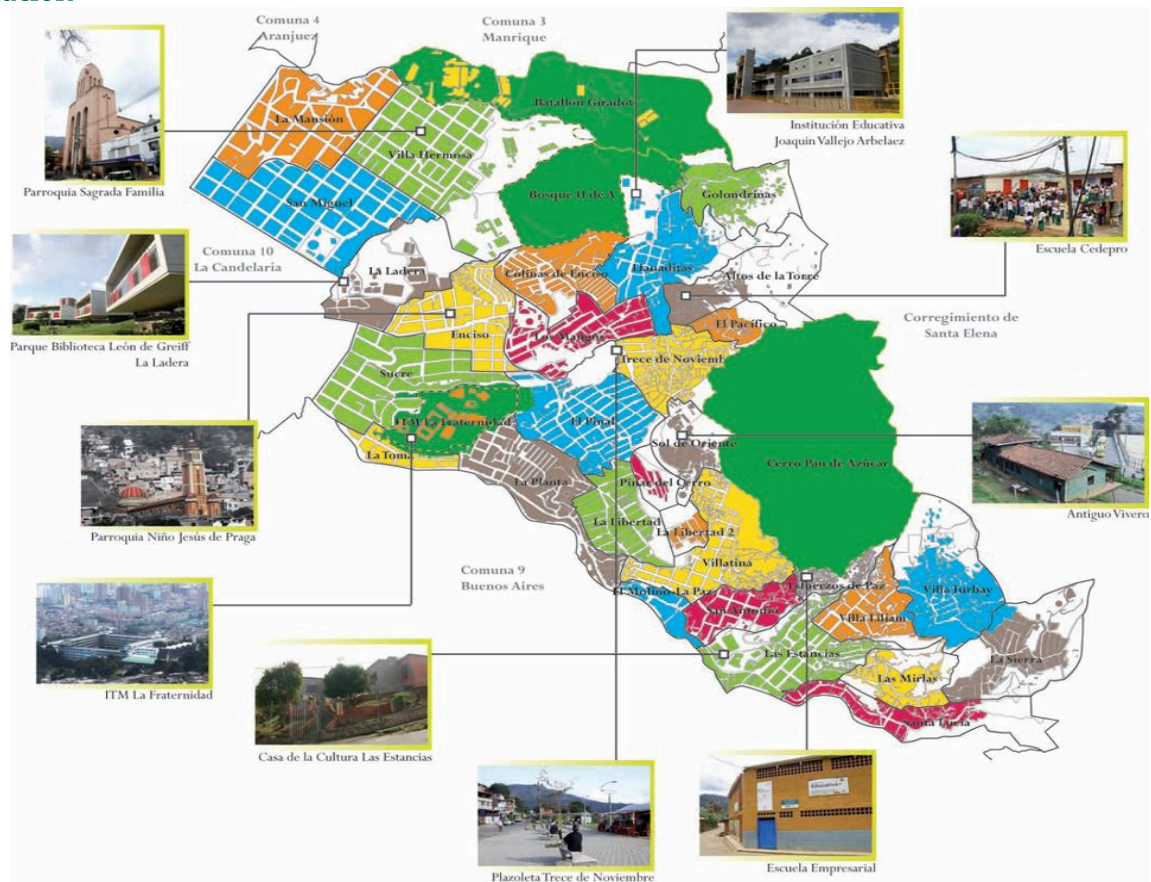 Comuna 4
Aranjuez
Comuna 3
Manrique
Batallón Giradot
Institución Educativa
Joaquin Vallejo Arbelaez
La Mansión
Villa Hermosa
Parroquia Sagrada Familia
San Miguel
Bosque U de A
Golondrinas
Escuela Cedepro
Comuna 10
La Candelaria
La Ladera
Colinas de Enciso
Llanaditas
Altos de la Torre
Corregimiento de
Santa Elena
Parque Biblioteca León de Greiff
La Ladera
Enciso
Los Mangos
El Pacífico
Trece de Noviemb
Sucre
ITM La Fraternidad
El Pinal
Sol de Oriente
Cerro Pan de Azúcar
La Toma
La Planta
Pinar del Cerro
Antiguo Vivero
Parroquia Niño Jesús de Praga
La Libertad
La Libertad 2
Villatina
Comuna 9
Buenos Aires
El Molino-La Paz
San Antonio
Esfuerzos de Paz
Villa Liliam
Villa Turbay
Las Estancias
La Sierra
Las Mirlas
Santa Lucía
ITM La Fraternidad
Casa de la Cultura Las Estancias
Plazoleta Trece de Noviembre
Escuela Empresarial